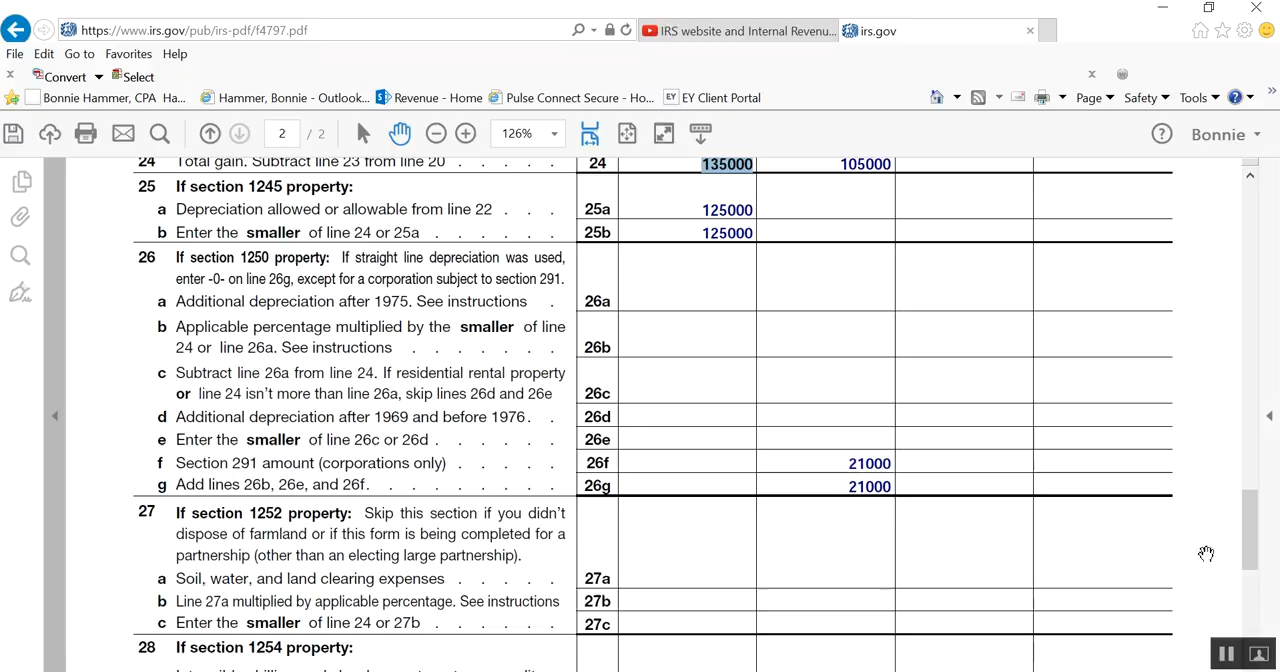 https://www.irs.gov/pub/irs-pdf/f4797.pdf
IRS website and Internal Revenu...
irs.gov
File Edit Go to Favorites Help
Convert Select
Bonnie Hammer, CPA Ha... Hammer, Bonnie - Outlook... Revenue - Home Pulse Connect Secure - Ho... EY EY Client Portal
Page Safety Tools
2 / 2 126% Bonnie
24 Total gain. Subtract line 23 from line 20 . . . . . 24 135000 105000
25 If section 1245 property:
a Depreciation allowed or allowable from line 22 . . . 25a 125000
b Enter the smaller of line 24 or 25a . . . . . . 25b 125000
26 If section 1250 property: If straight line depreciation was used,
enter -0- on line 26g, except for a corporation subject to section 291.
a Additional depreciation after 1975. See instructions . 26a
b Applicable percentage multiplied by the smaller of line
24 or line 26a. See instructions . . . . . . . 26b
c Subtract line 26a from line 24. If residential rental property
or line 24 isn't more than line 26a, skip lines 26d and 26e 26c
d Additional depreciation after 1969 and before 1976. . 26d
e Enter the smaller of line 26c or 26d . . . . . . 26e
f Section 291 amount (corporations only) . . . . . 26f 21000
g Add lines 26b, 26e, and 26f. . . . . . . . . 26g 21000
27 If section 1252 property: Skip this section if you didn't
dispose of farmland or if this form is being completed for a
partnership (other than an electing large partnership).
a Soil, water, and land clearing expenses . . . . . 27a
b Line 27a multiplied by applicable percentage. See instructions 27b
c Enter the smaller of line 24 or 27b . . . . . . 27c
28 If section 1254 property: